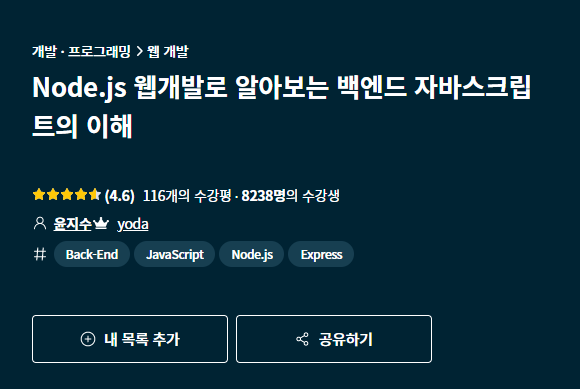 개발 · 프로그래밍 > 웹 개발
Node.js 웹개발로 알아보는 백엔드 자바스크립
트의 이해
(4.6) 116개의 수강평 · 8238명의 수강생
윤지수 yoda
# Back-End JavaScript Node.js Express
내 목록 추가 공유하기